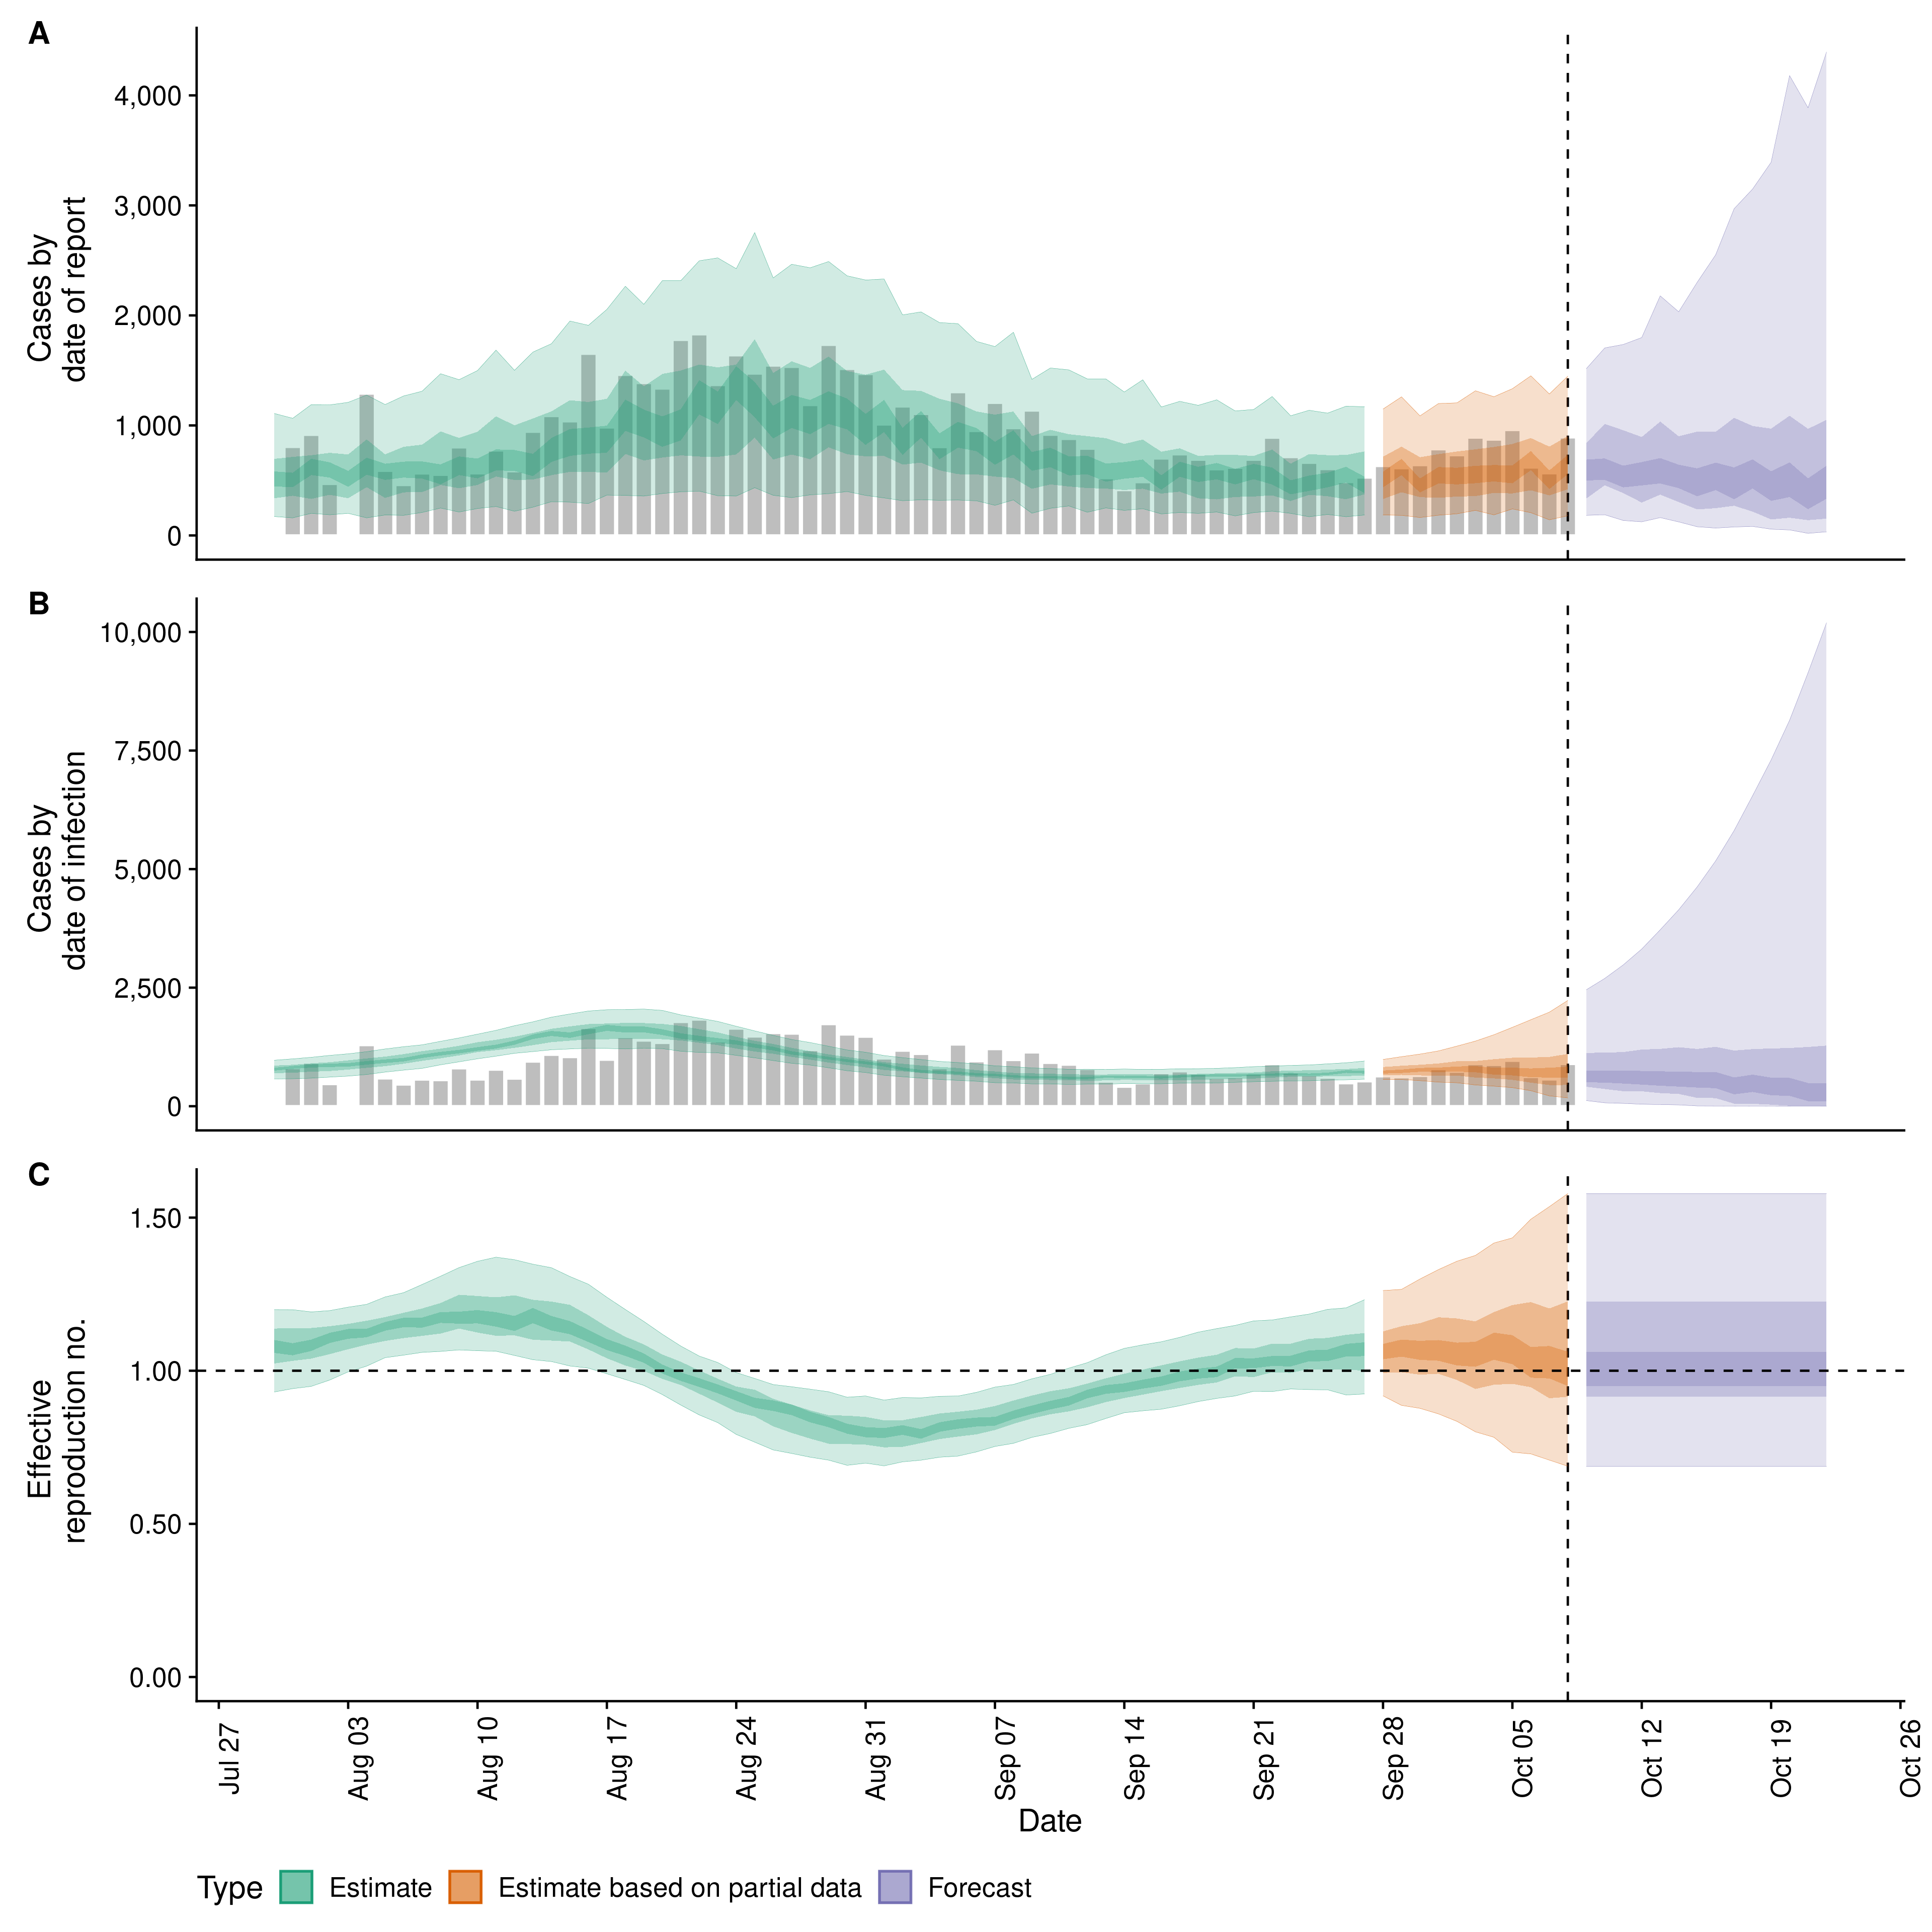 A
Cases by
date of report
4,000
3,000
2,000
1,000
0
B
Cases by
date of infection
10,000
7,500
5,000
2,500
0
C
Effective
reproduction no.
1.50
1.00
0.50
0.00
Jul 27
Aug 03
Aug 10
Aug 17
Aug 24
Aug 31
Sep 07
Sep 14
Sep 21
Sep 28
Oct 05
Oct 12
Oct 19
Oct 26
Date
Type Estimate Estimate based on partial data Forecast